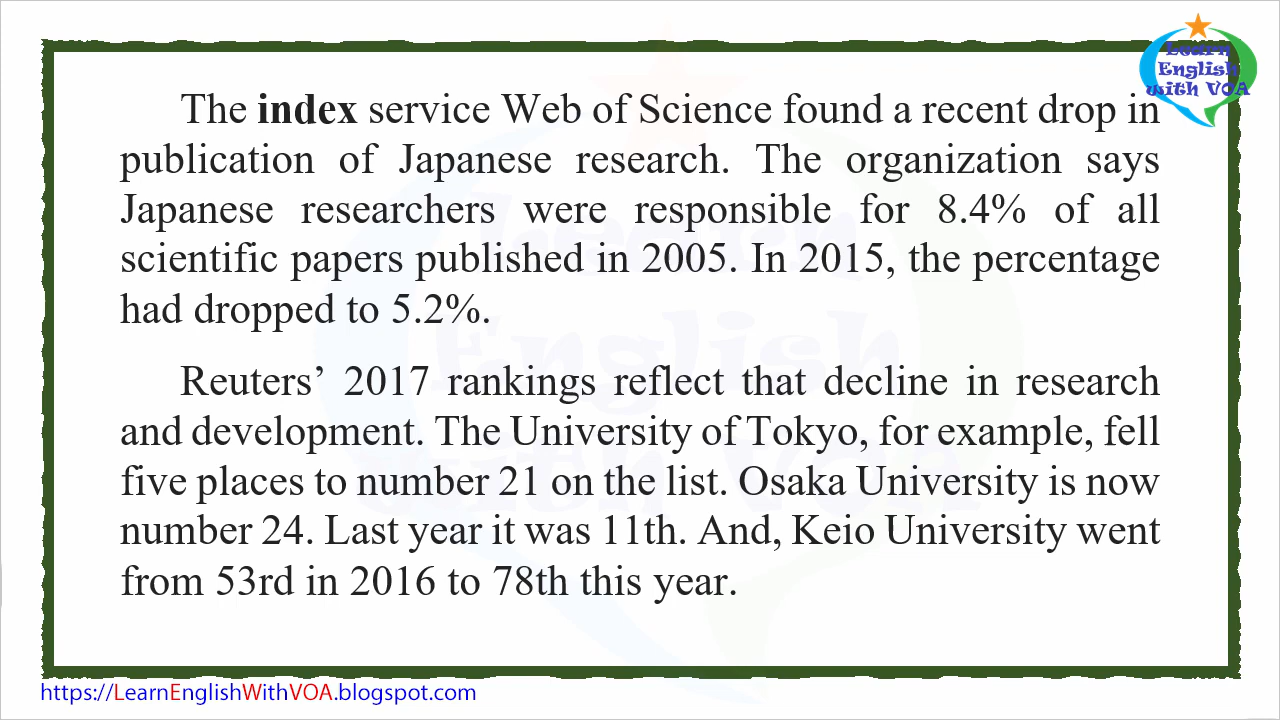 Learn
English
with VOA
The index service Web of Science found a recent drop in
publication of Japanese research. The organization says
Japanese researchers were responsible for 8.4% of all
scientific papers published in 2005. In 2015, the percentage
had dropped to 5.2%.
Reuters’ 2017 rankings reflect that decline in research
and development. The University of Tokyo, for example, fell
five places to number 21 on the list. Osaka University is now
number 24. Last year it was 11th. And, Keio University went
from 53rd in 2016 to 78th this year.
Learn
English
with VOA
https://LearnEnglishWithVOA.blogspot.com